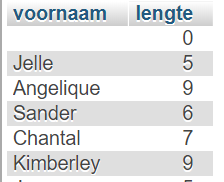 voornaam lengte
0
Jelle 5
Angelique 9
Sander 6
Chantal 7
Kimberley 9